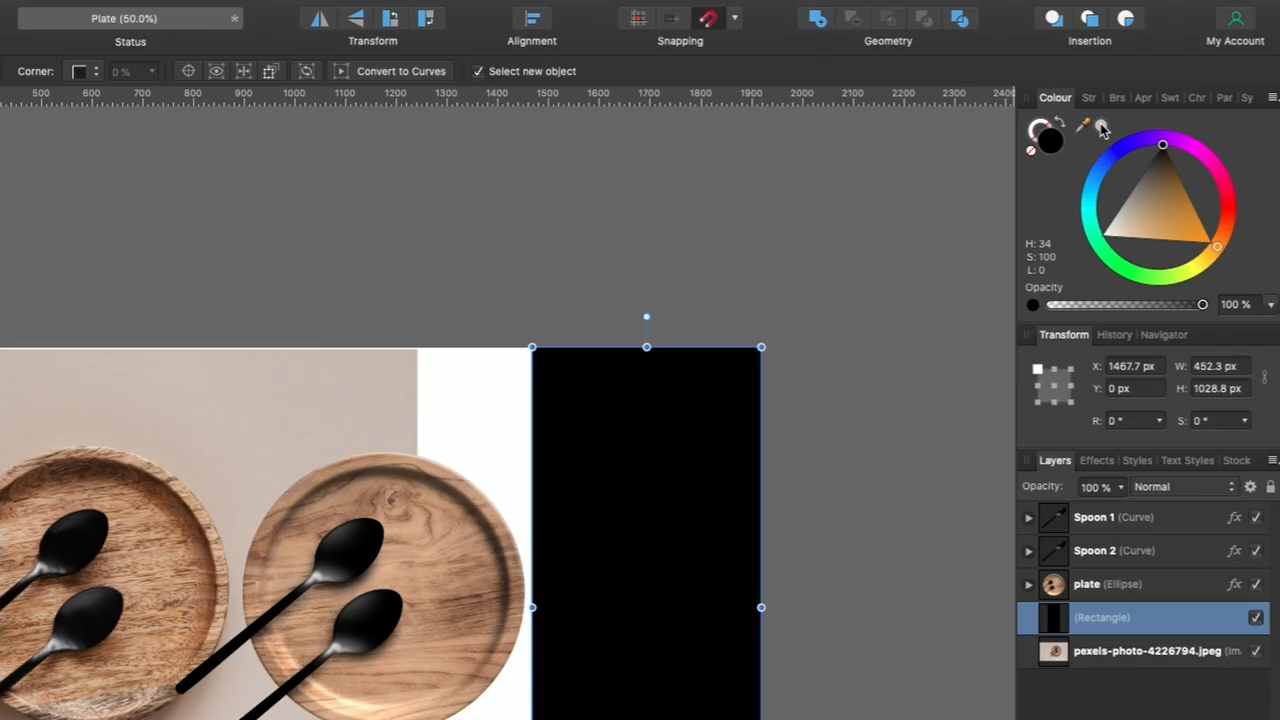 Plate (50.0%) *
Status
Transform
Alignment
Snapping
Geometry
Insertion
My Account
Corner:
0 %
Convert to Curves
Select new object
500 600 700 800 900 1000 1100 1200 1300 1400 1500 1600 1700 1800 1900 2000 2100 2200 2300 2400
Colour Str Brs Apr Swt Chr Par Sy
H: 34
S: 100
L: 0
Opacity
100 %
Transform History Navigator
X: 1467.7 px W: 452.3 px
Y: 0 px H: 1028.8 px
R: 0 ° S: 0 °
Layers Effects Styles Text Styles Stock
Opacity: 100 % Normal
Spoon 1 (Curve) fx
Spoon 2 (Curve) fx
plate (Ellipse) fx
(Rectangle)
pexels-photo-4226794.jpeg (Im